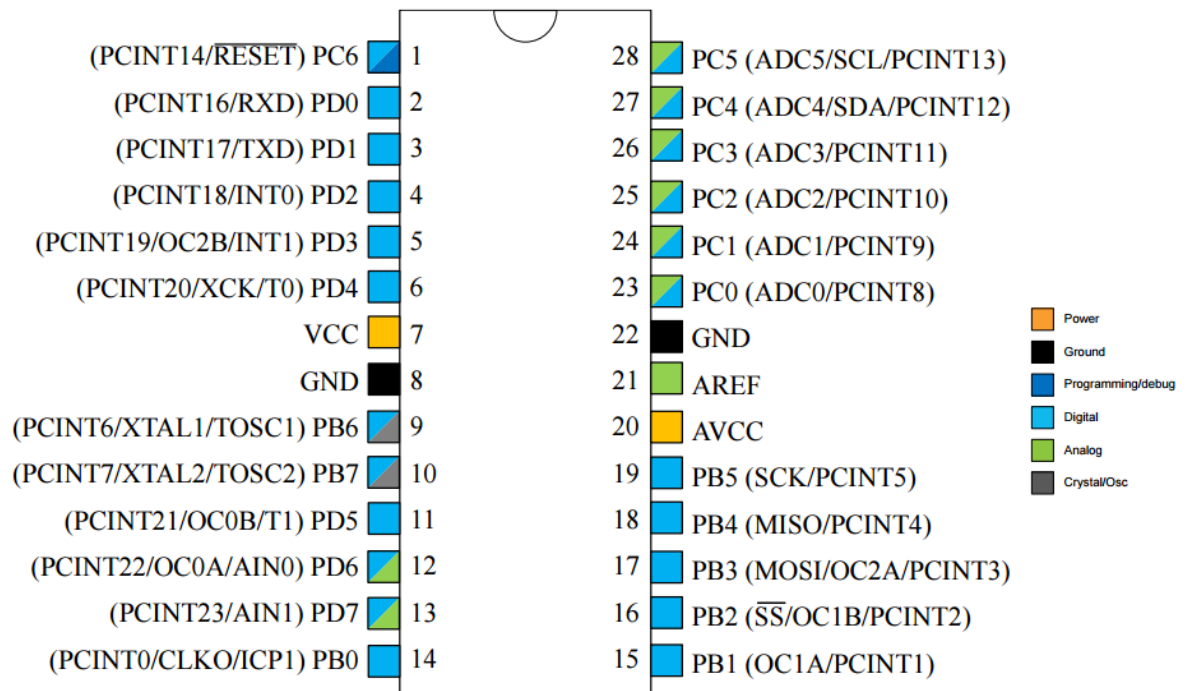 (PCINT14/RESET) PC6 1
(PCINT16/RXD) PD0 2
(PCINT17/TXD) PD1 3
(PCINT18/INT0) PD2 4
(PCINT19/OC2B/INT1) PD3 5
(PCINT20/XCK/T0) PD4 6
VCC 7
GND 8
(PCINT6/XTAL1/TOSC1) PB6 9
(PCINT7/XTAL2/TOSC2) PB7 10
(PCINT21/OC0B/T1) PD5 11
(PCINT22/OC0A/AIN0) PD6 12
(PCINT23/AIN1) PD7 13
(PCINT0/CLKO/ICP1) PB0 14
28 PC5 (ADC5/SCL/PCINT13)
27 PC4 (ADC4/SDA/PCINT12)
26 PC3 (ADC3/PCINT11)
25 PC2 (ADC2/PCINT10)
24 PC1 (ADC1/PCINT9)
23 PC0 (ADC0/PCINT8)
22 GND
21 AREF
20 AVCC
19 PB5 (SCK/PCINT5)
18 PB4 (MISO/PCINT4)
17 PB3 (MOSI/OC2A/PCINT3)
16 PB2 (SS/OC1B/PCINT2)
15 PB1 (OC1A/PCINT1)
Power
Ground
Programming/debug
Digital
Analog
Crystal/Osc